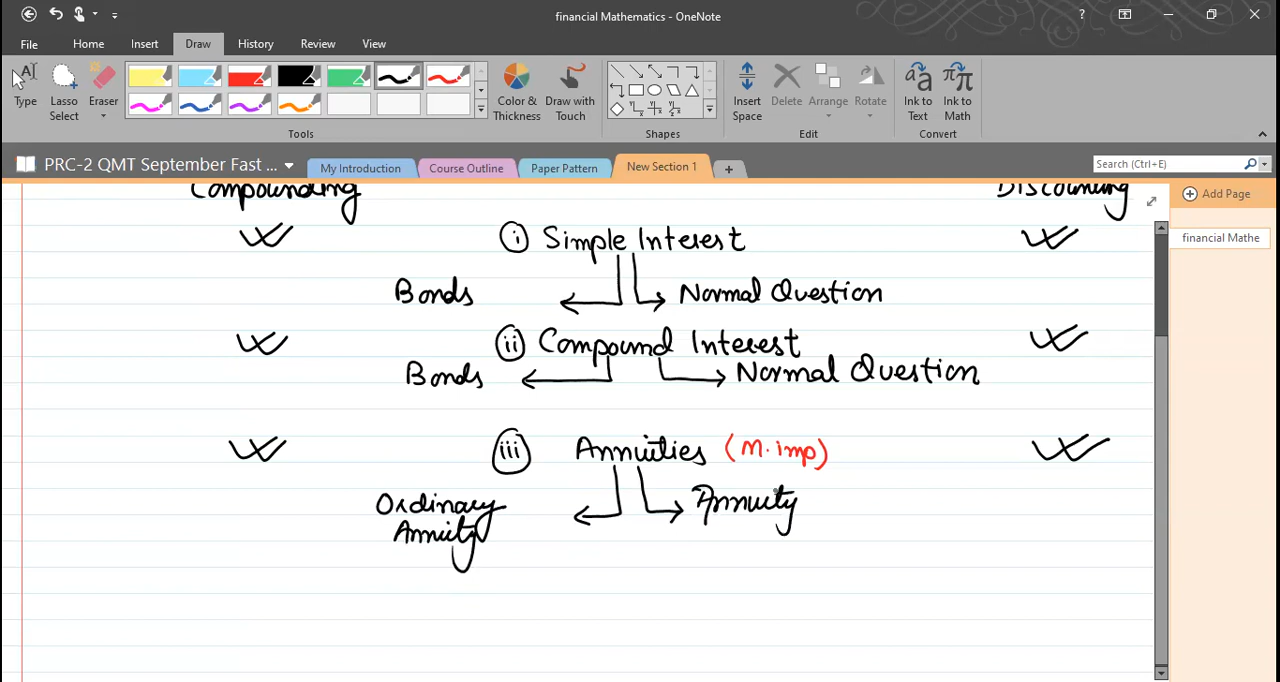 financial Mathematics - OneNote
?
File Home Insert Draw History Review View
Type Lasso Select Eraser Color & Thickness Draw with Touch Insert Space Delete Arrange Rotate Ink to Text Ink to Math
Tools Shapes Edit Convert
PRC-2 QMT September Fast ... My Introduction Course Outline Paper Pattern New Section 1 Search (Ctrl+E)
Add Page
financial Mathe
Compounding Discounting
(i) Simple Interest
Bonds Normal Question
(ii) Compound Interest
Bonds Normal Question
(iii) Annuities (M.imp)
Ordinary Annuity
Annuity